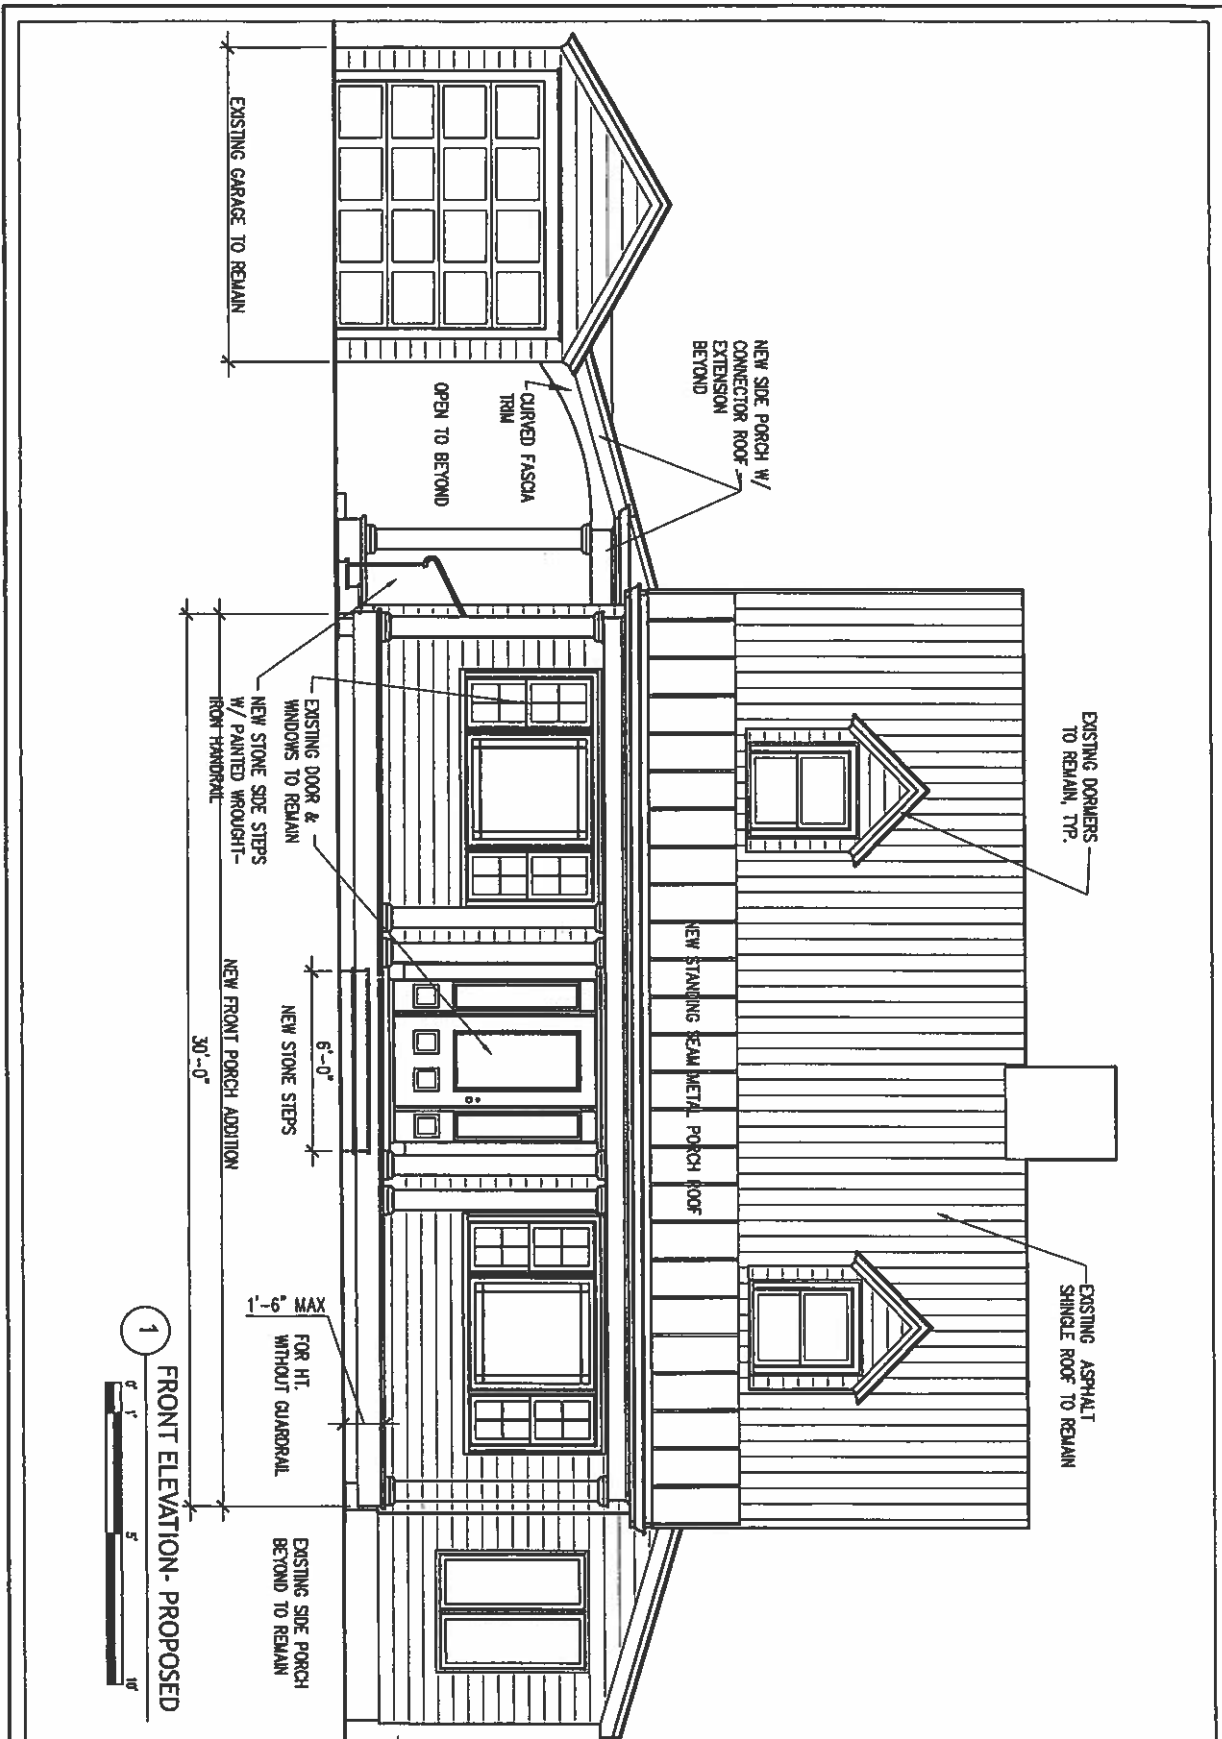 EXISTING DORMERS
TO REMAIN, TYP.
EXISTING ASPHALT
SHINGLE ROOF TO REMAIN
NEW SIDE PORCH W/
CONNECTOR ROOF
EXTENSION
BEYOND
NEW STANDING SEAM METAL PORCH ROOF
CURVED FASCIA
TRIM
OPEN TO BEYOND
EXISTING GARAGE TO REMAIN
EXISTING DOOR &
WINDOWS TO REMAIN
NEW STONE SIDE STEPS
W/ PAINTED WROUGHT-
IRON HANDRAIL
6'-0"
NEW STONE STEPS
1'-6" MAX
FOR HT.
WITHOUT GUARDRAIL
EXISTING SIDE PORCH
BEYOND TO REMAIN
NEW FRONT PORCH ADDITION
30'-0"
1
FRONT ELEVATION- PROPOSED
0' 1' 5' 10'